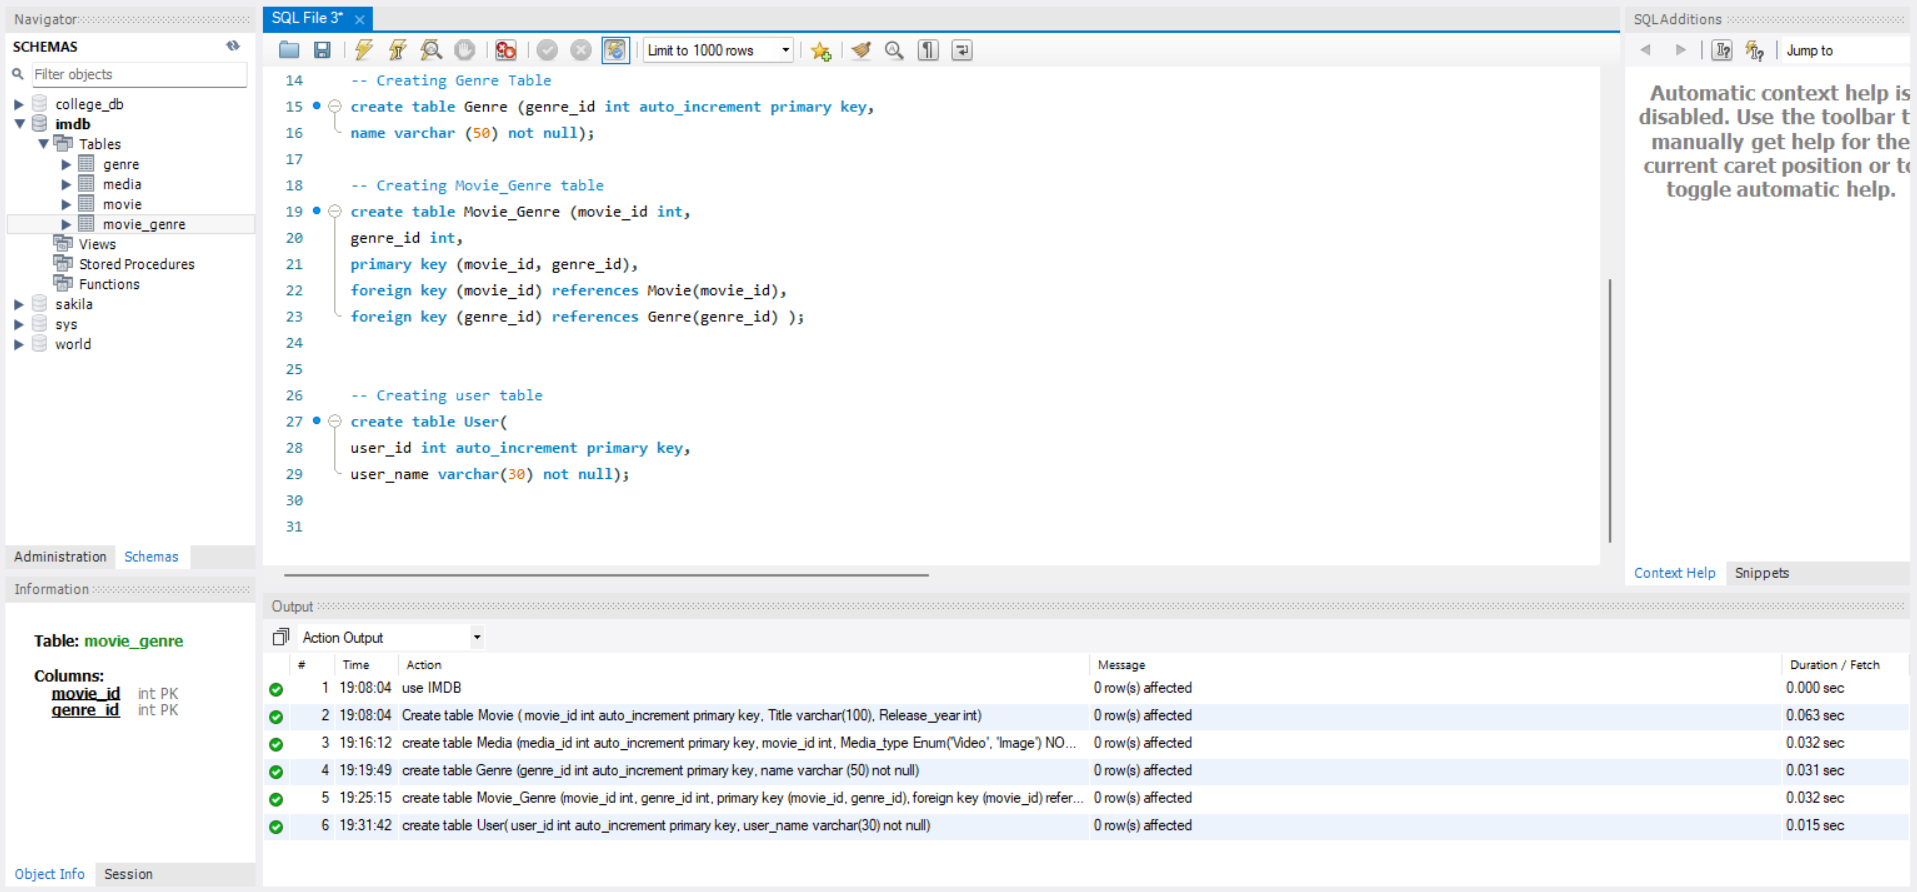 Navigator
SCHEMAS
Filter objects
college_db
imdb
Tables
genre
media
movie
movie_genre
Views
Stored Procedures
Functions
sakila
sys
world
Administration Schemas
Information
Table: movie_genre
Columns:
movie_id int PK
genre_id int PK
Object Info Session
SQL File 3*
Limit to 1000 rows
14 -- Creating Genre Table
15 create table Genre (genre_id int auto_increment primary key,
16 name varchar (50) not null);
17
18 -- Creating Movie_Genre table
19 create table Movie_Genre (movie_id int,
20 genre_id int,
21 primary key (movie_id, genre_id),
22 foreign key (movie_id) references Movie(movie_id),
23 foreign key (genre_id) references Genre(genre_id) );
24
25
26 -- Creating user table
27 create table User(
28 user_id int auto_increment primary key,
29 user_name varchar(30) not null);
30
31
Output
Action Output
# Time Action Message Duration / Fetch
1 19:08:04 use IMDB 0 row(s) affected 0.000 sec
2 19:08:04 Create table Movie ( movie_id int auto_increment primary key, Title varchar(100), Release_year int) 0 row(s) affected 0.063 sec
3 19:16:12 create table Media (media_id int auto_increment primary key, movie_id int, Media_type Enum('Video', 'Image') NO... 0 row(s) affected 0.032 sec
4 19:19:49 create table Genre (genre_id int auto_increment primary key, name varchar (50) not null) 0 row(s) affected 0.031 sec
5 19:25:15 create table Movie_Genre (movie_id int, genre_id int, primary key (movie_id, genre_id), foreign key (movie_id) refer... 0 row(s) affected 0.032 sec
6 19:31:42 create table User( user_id int auto_increment primary key, user_name varchar(30) not null) 0 row(s) affected 0.015 sec
SQLAdditions
Jump to
Automatic context help is
disabled. Use the toolbar t
manually get help for the
current caret position or to
toggle automatic help.
Context Help Snippets